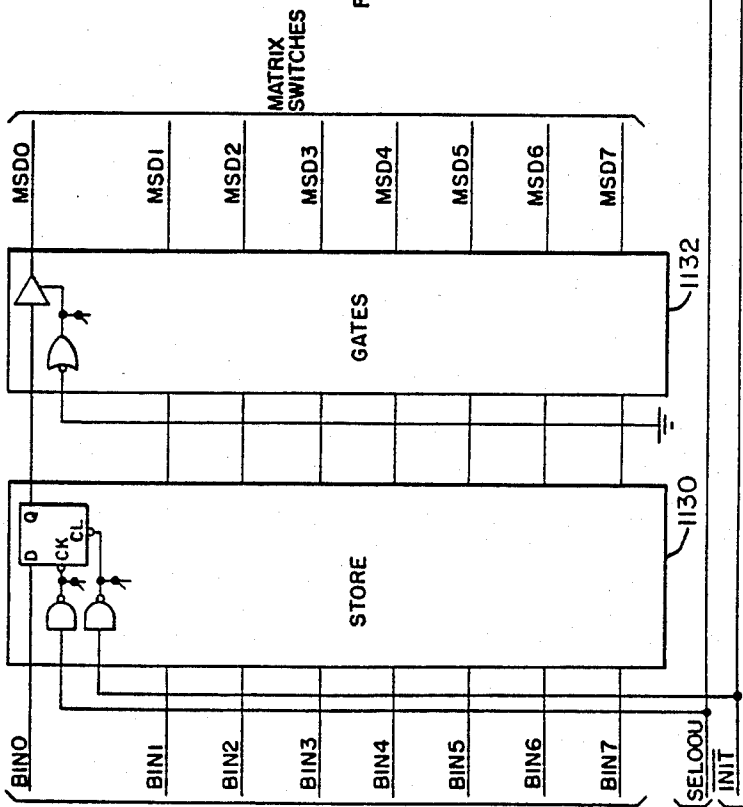 BIN0
BIN1
BIN2
BIN3
BIN4
BIN5
BIN6
BIN7
SEL00U
INIT
D
Q
CK
CL
STORE
1130
GATES
1132
MSD0
MSD1
MSD2
MSD3
MSD4
MSD5
MSD6
MSD7
MATRIX
SWITCHES
F